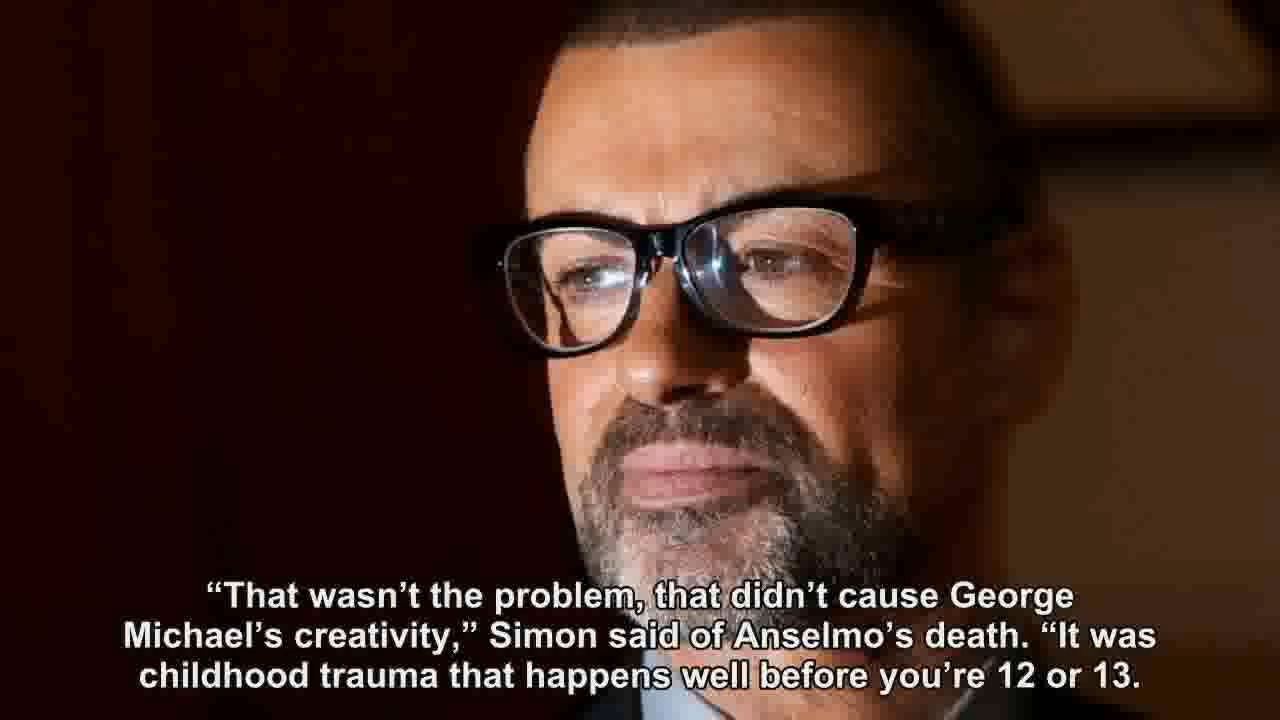 “That wasn’t the problem, that didn’t cause George
Michael’s creativity,” Simon said of Anselmo’s death. “It was
childhood trauma that happens well before you’re 12 or 13.